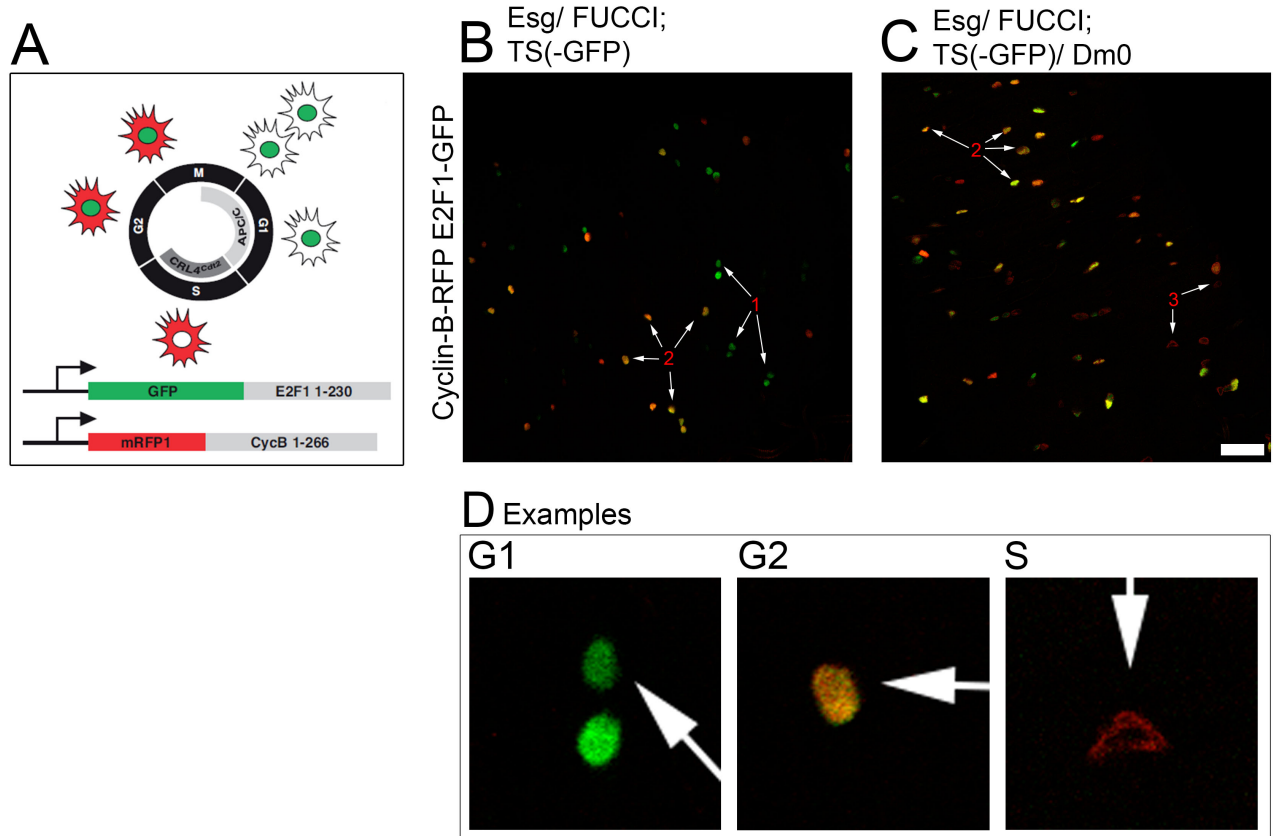 A
M
G2
G1
APC/C
CRL4Cdt2
S
GFP
E2F1 1-230
mRFP1
CycB 1-266
B
Esg/ FUCCI;
TS(-GFP)
C
Esg/ FUCCI;
TS(-GFP)/ Dm0
Cyclin-B-RFP E2F1-GFP
1
2
2
3
D Examples
G1
G2
S